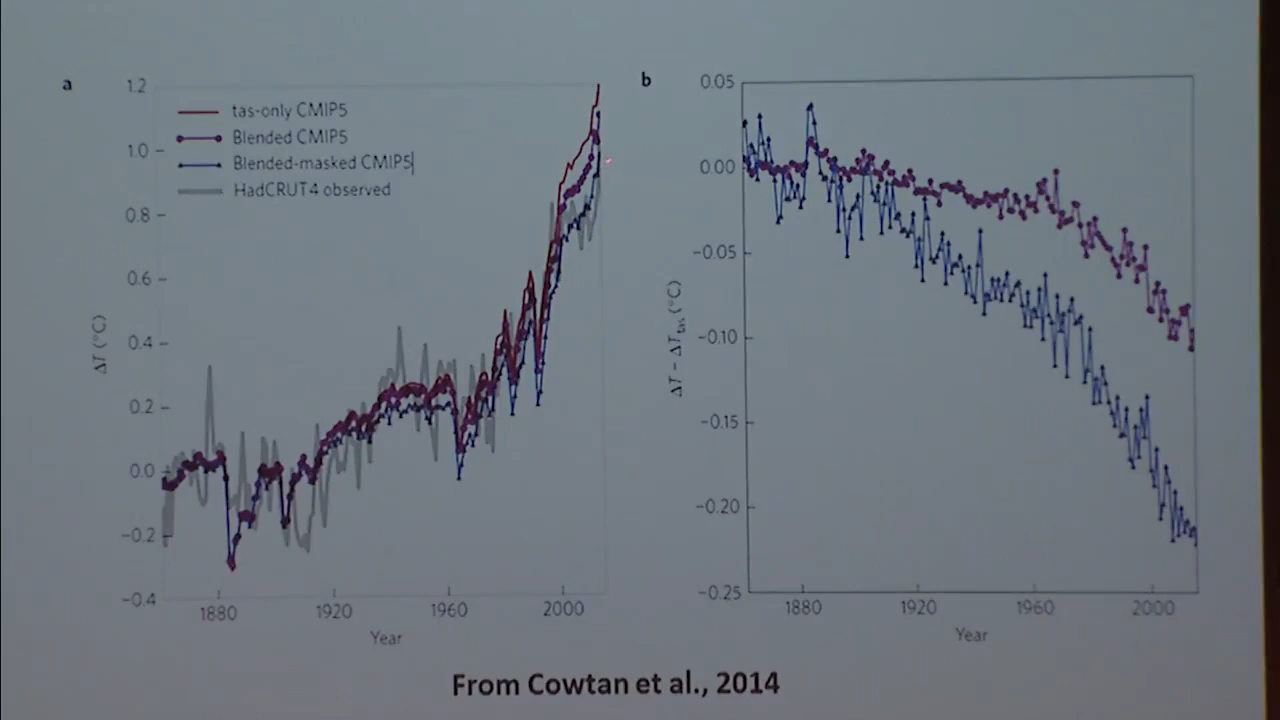 a
1.2
1.0
0.8
0.6
0.4
0.2
0.0
−0.2
−0.4
ΔT (°C)
tas-only CMIP5
Blended CMIP5
Blended-masked CMIP5
HadCRUT4 observed
1880
1920
1960
2000
Year
b
0.05
0.00
−0.05
−0.10
−0.15
−0.20
−0.25
ΔT − ΔTtas (°C)
1880
1920
1960
2000
Year
From Cowtan et al., 2014